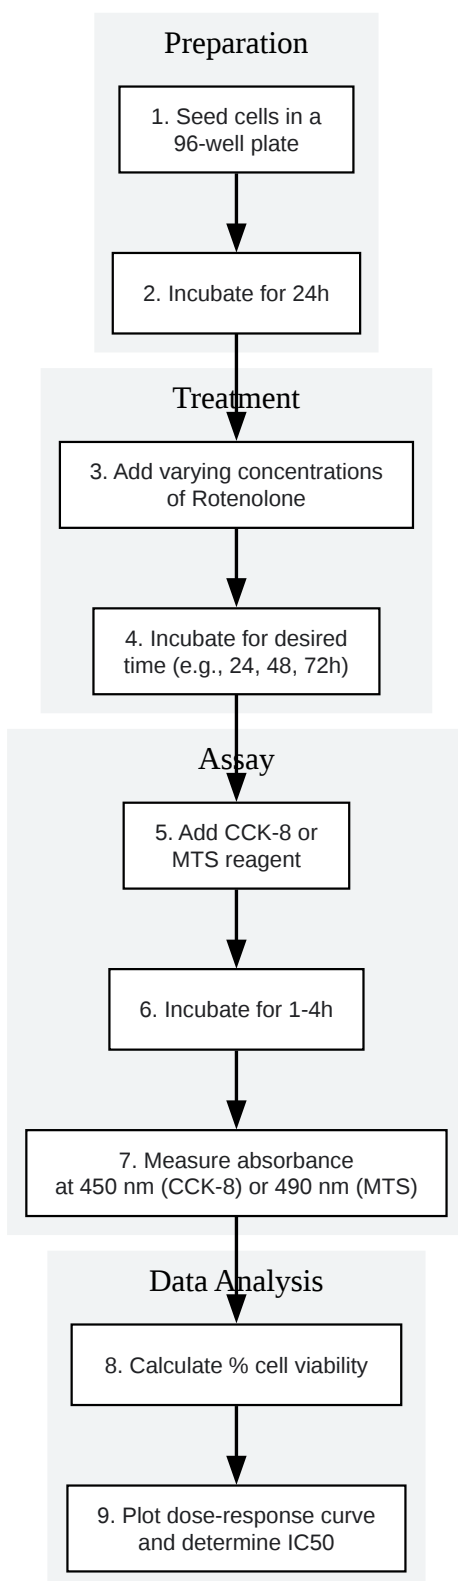 Preparation
1. Seed cells in a
96-well plate
2. Incubate for 24h
Treatment
3. Add varying concentrations
of Rotenolone
4. Incubate for desired
time (e.g., 24, 48, 72h)
Assay
5. Add CCK-8 or
MTS reagent
6. Incubate for 1-4h
7. Measure absorbance
at 450 nm (CCK-8) or 490 nm (MTS)
Data Analysis
8. Calculate % cell viability
9. Plot dose-response curve
and determine IC50